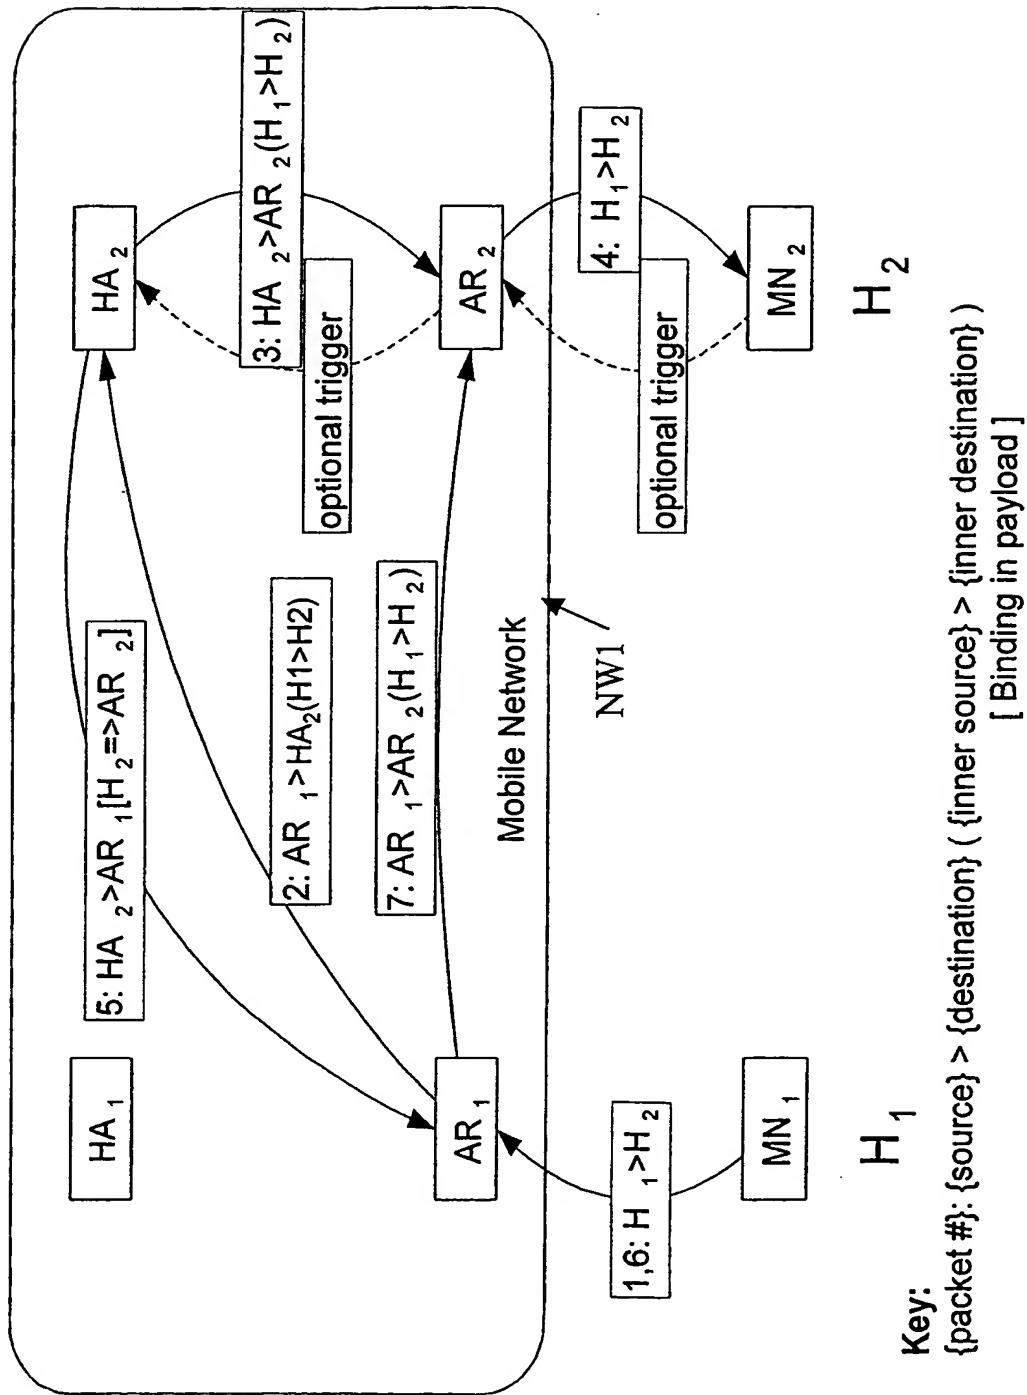 HA 1
HA 2
5: HA 2>AR 1[H 2=>AR 2]
3: HA 2>AR 2(H 1>H 2)
optional trigger
2: AR 1>HA2(H1>H2)
7: AR 1>AR 2(H 1>H 2)
AR 1
AR 2
Mobile Network
NW1
4: H 1>H 2
optional trigger
1,6: H 1>H 2
MN 1
MN 2
H 1
H 2
Key:
{packet #}: {source} > {destination} ( {inner source} > {inner destination} )
[ Binding in payload ]